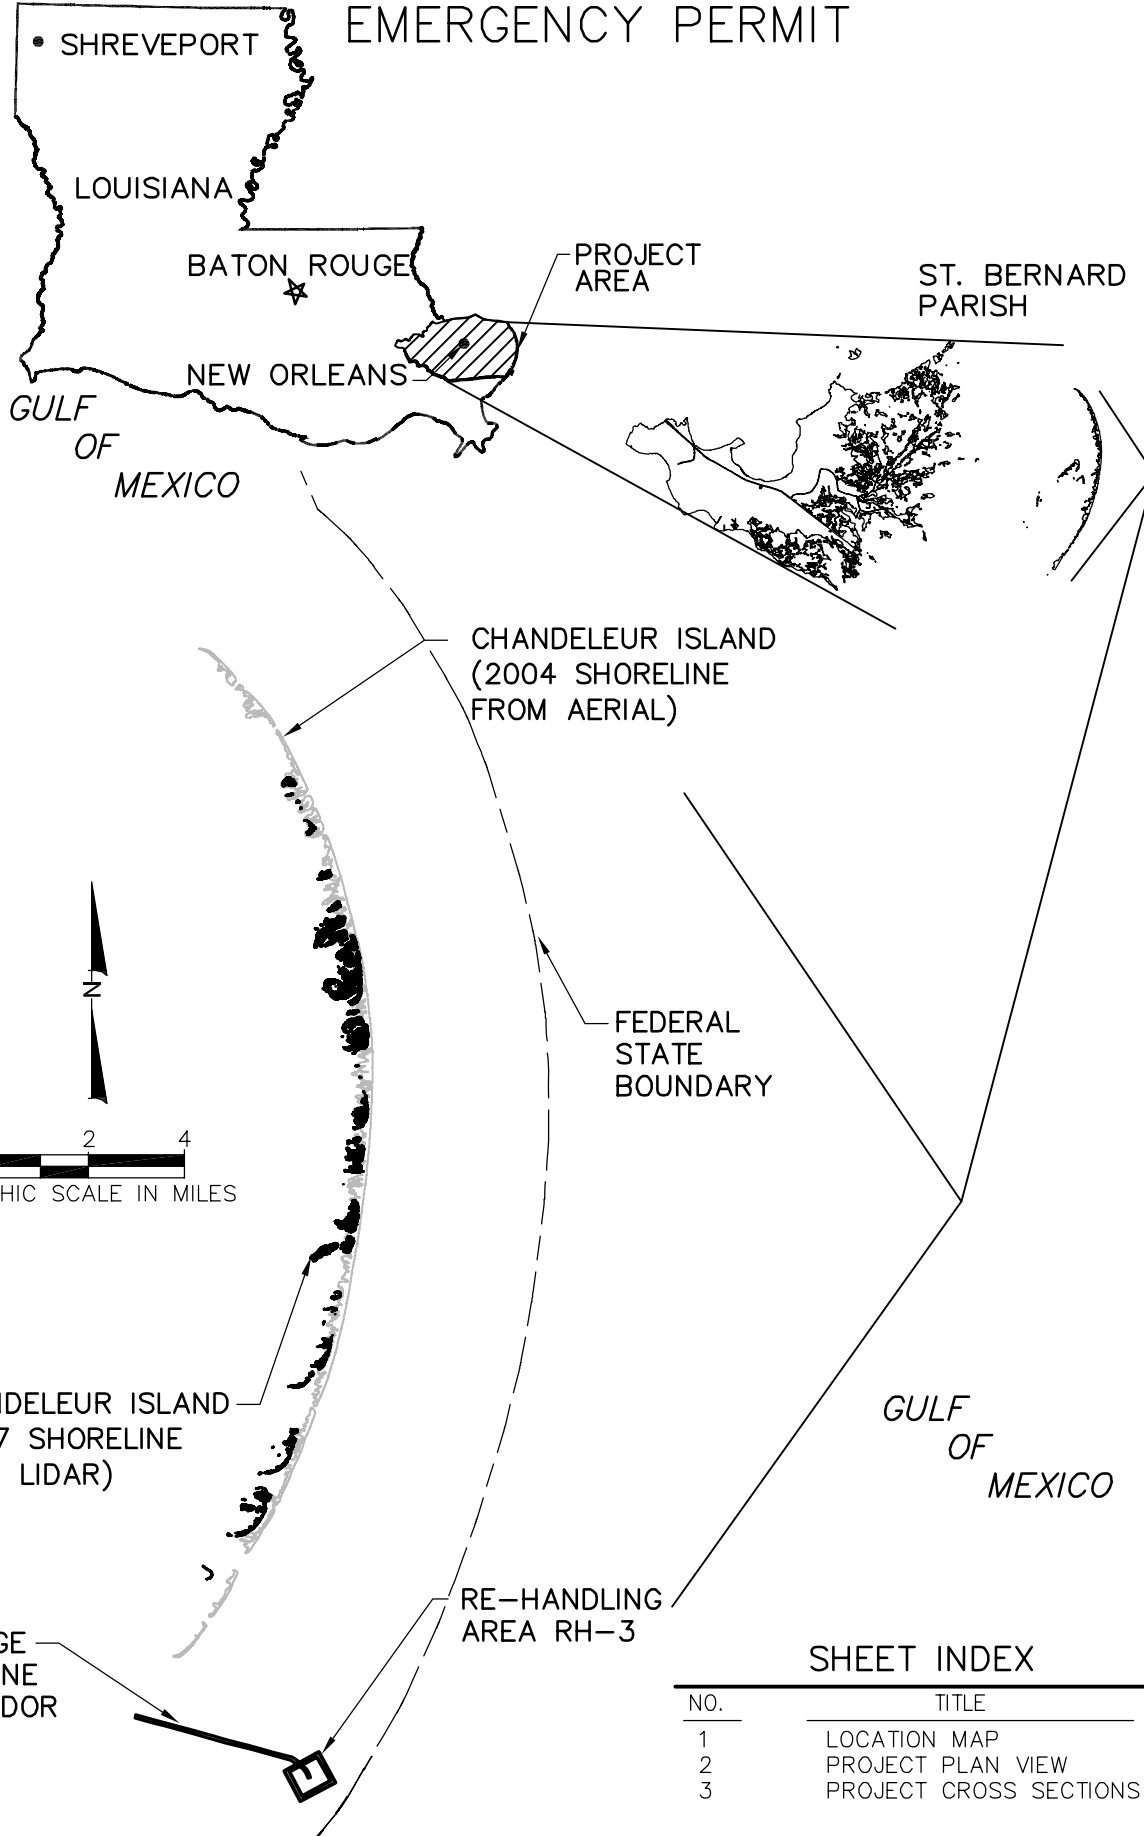 EMERGENCY PERMIT
SHREVEPORT
LOUISIANA
BATON ROUGE
PROJECT
AREA
ST. BERNARD
PARISH
NEW ORLEANS
GULF
OF
MEXICO
CHANDELEUR ISLAND
(2004 SHORELINE
FROM AERIAL)
N
FEDERAL
STATE
BOUNDARY
2 4
HIC SCALE IN MILES
NDELEUR ISLAND
7 SHORELINE
LIDAR)
GULF
OF
MEXICO
RE-HANDLING
AREA RH-3
GE
NE
DOR
SHEET INDEX
NO. TITLE
1 LOCATION MAP
2 PROJECT PLAN VIEW
3 PROJECT CROSS SECTIONS